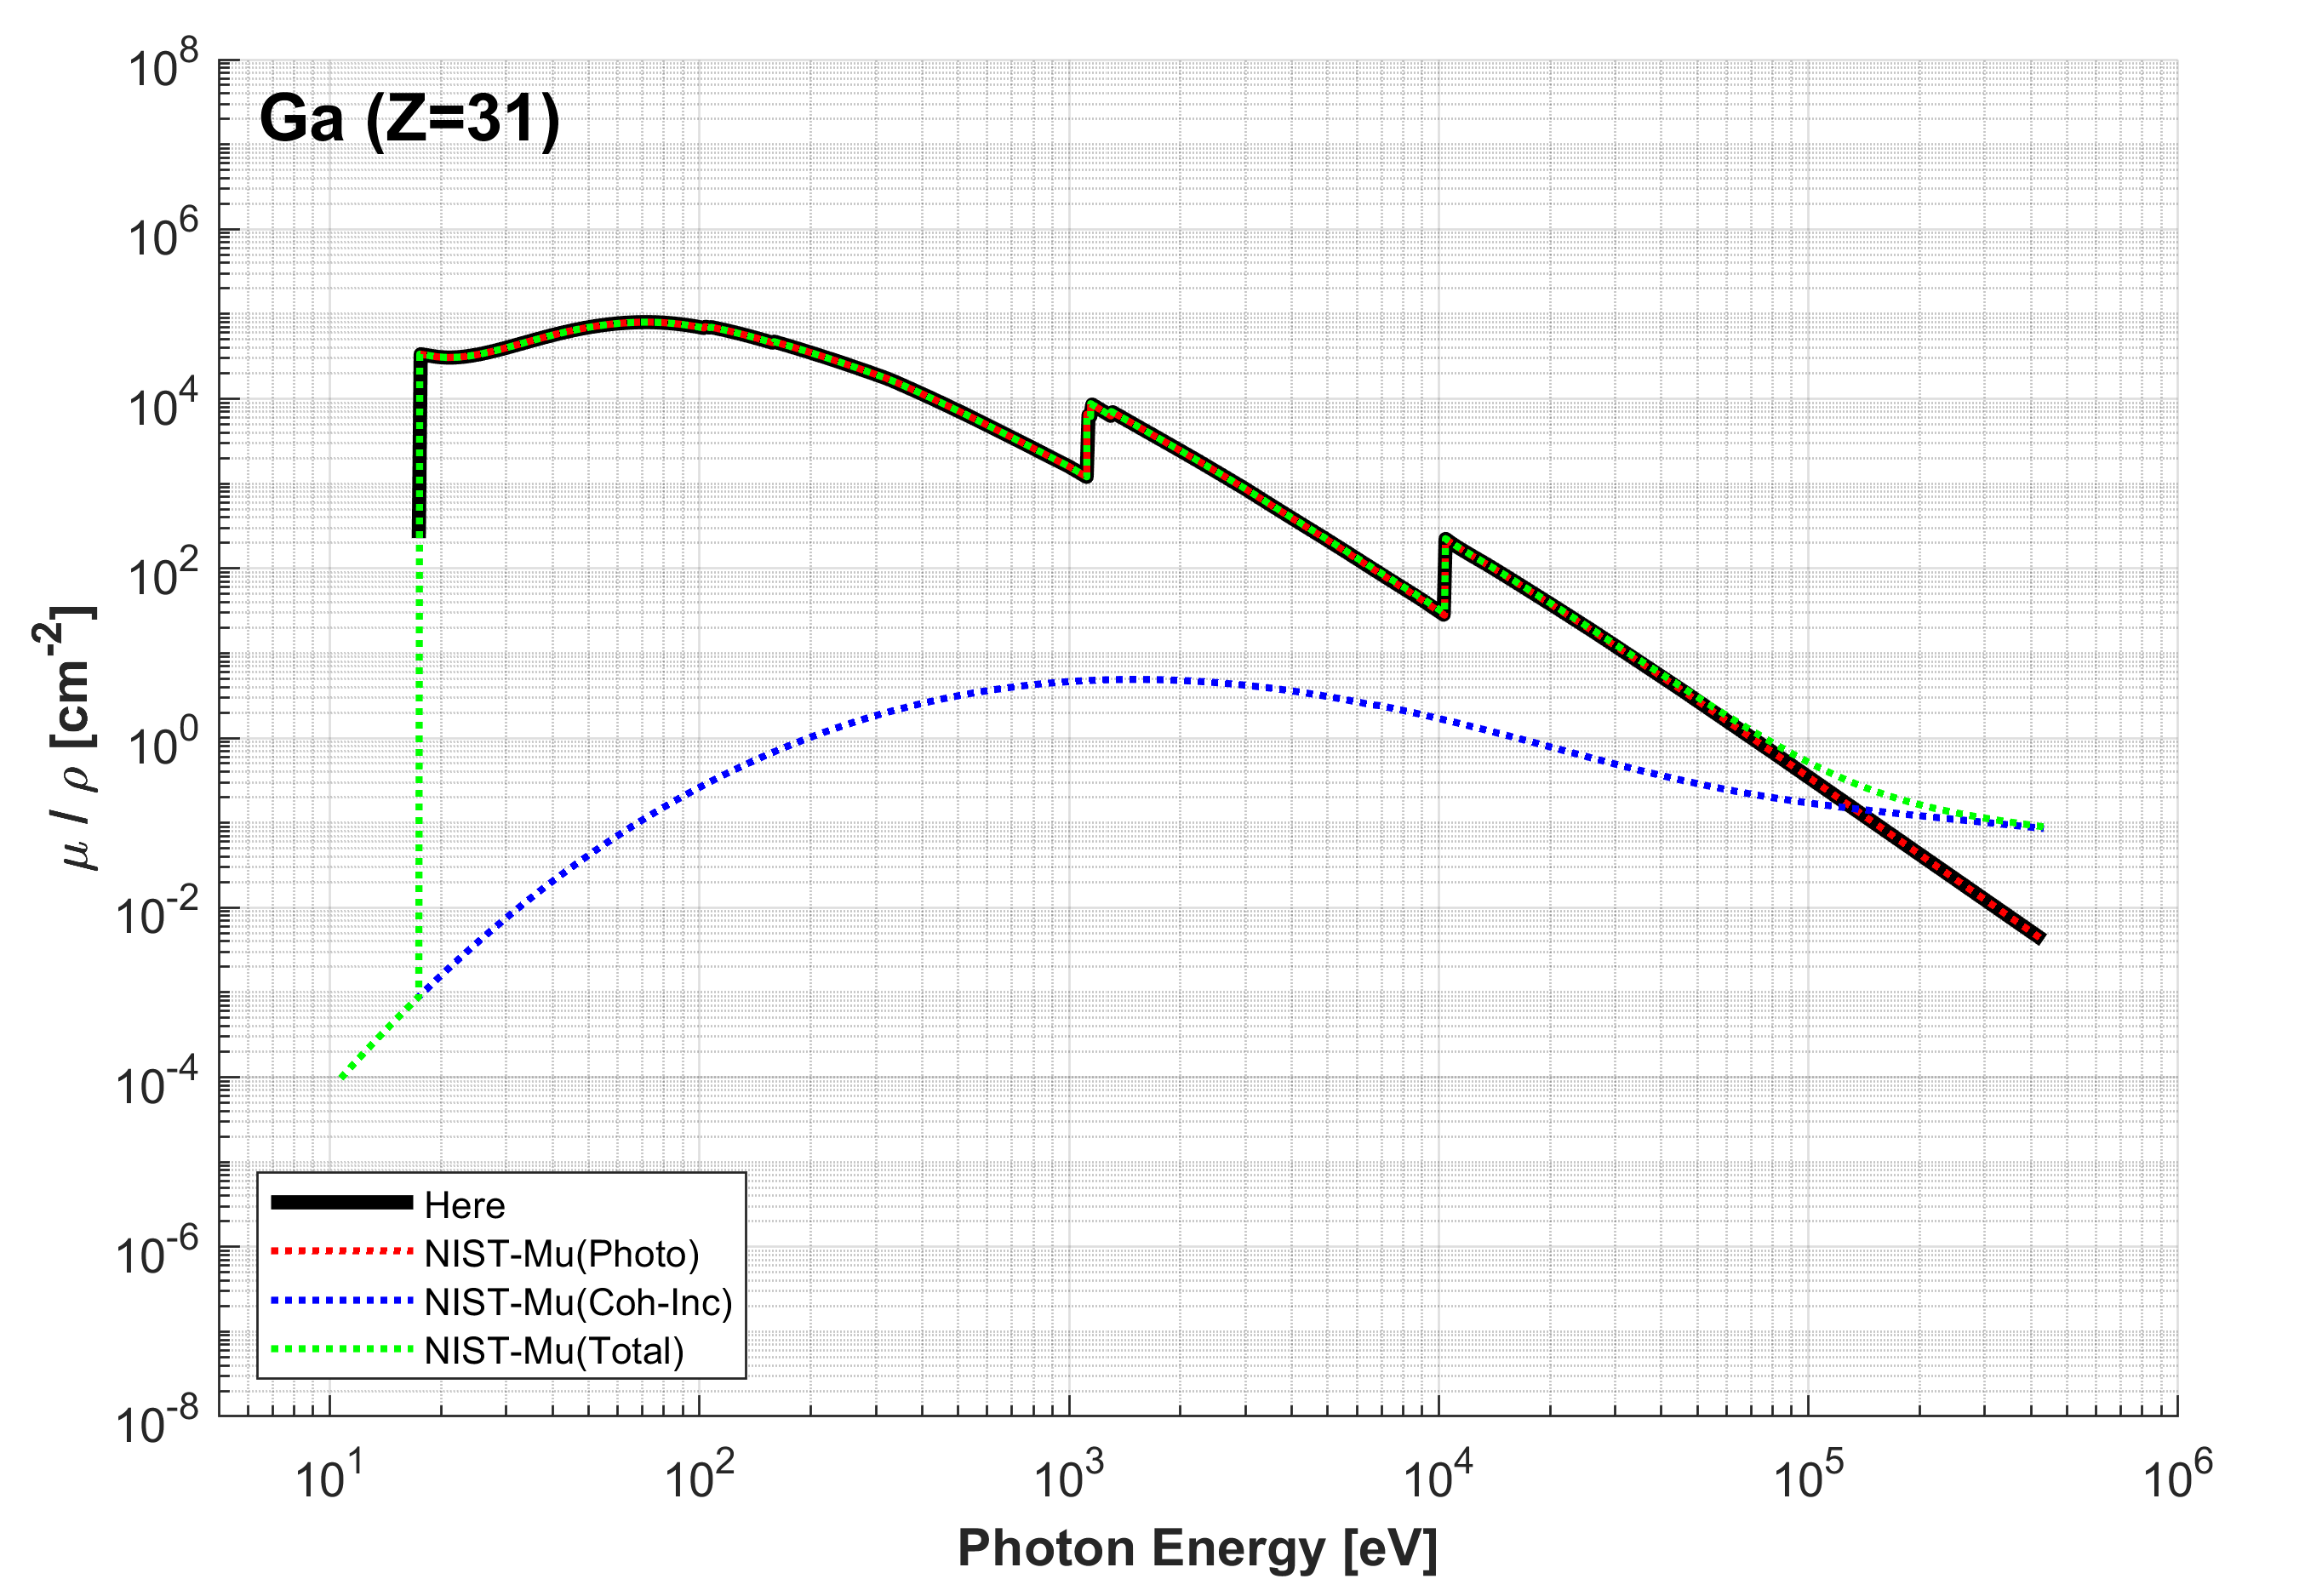 Ga (Z=31)
10^8
10^6
10^4
10^2
10^0
10^-2
10^-4
10^-6
10^-8
μ / ρ [cm^-2]
Here
NIST-Mu(Photo)
NIST-Mu(Coh-Inc)
NIST-Mu(Total)
10^1 10^2 10^3 10^4 10^5 10^6
Photon Energy [eV]